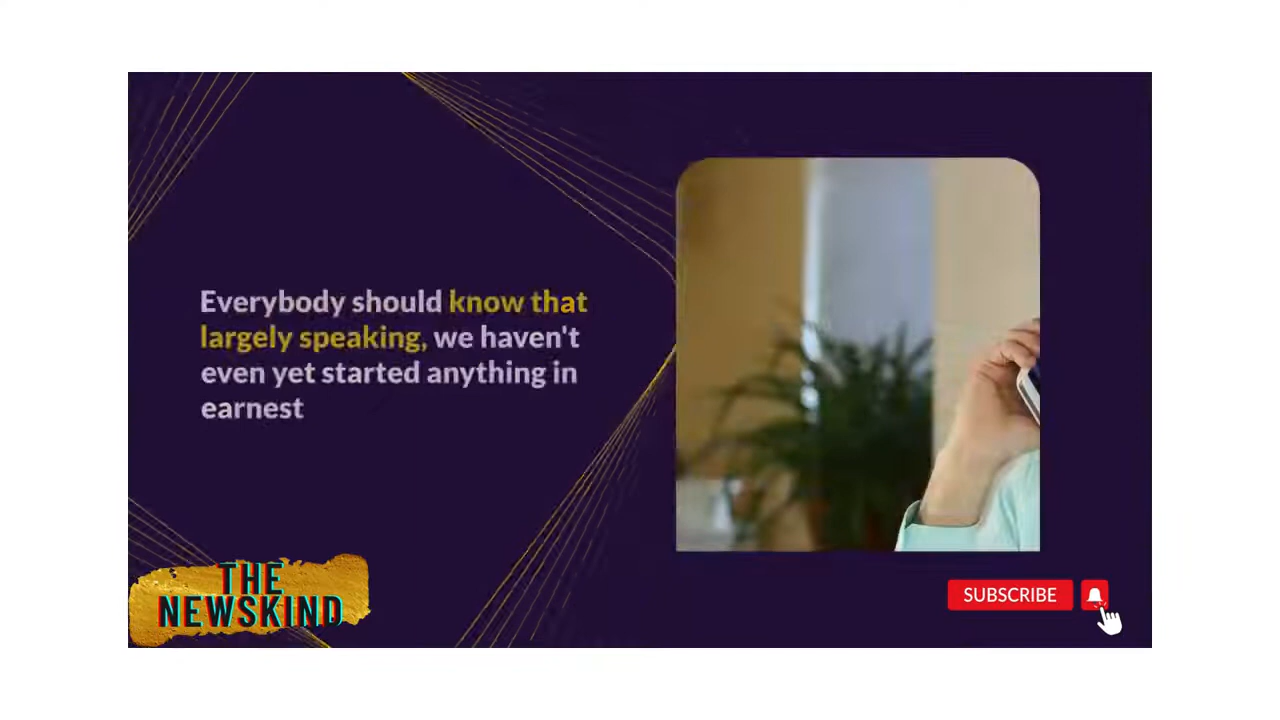 Everybody should know that
largely speaking, we haven't
even yet started anything in
earnest
THE
NEWSKIND
SUBSCRIBE